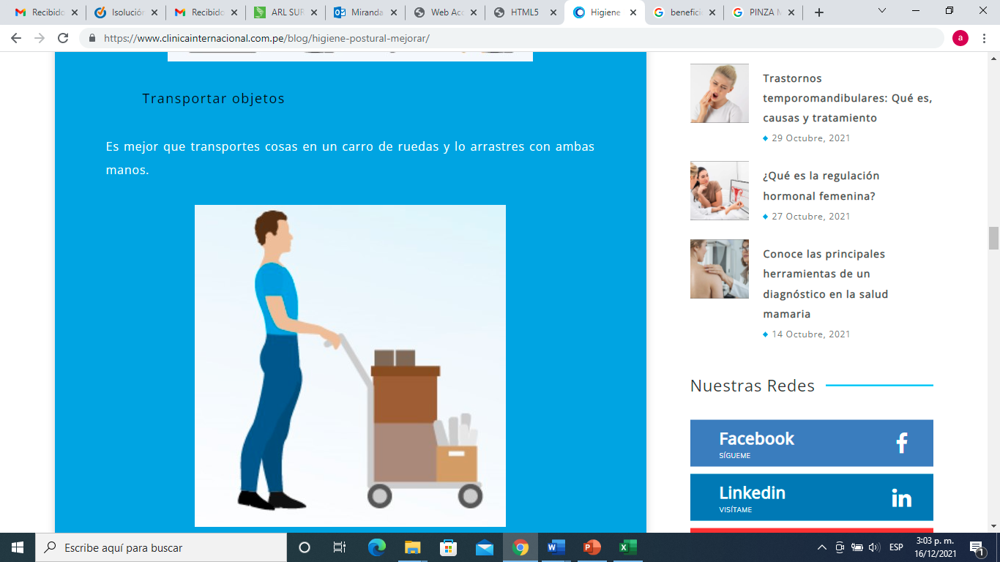 Recibido
Isolución
Recibido
ARL SUR
Miranda
Web Acc
HTML5
Higiene
benefici
PINZA M
https://www.clinicainternacional.com.pe/blog/higiene-postural-mejorar/
a
Transportar objetos
Es mejor que transportes cosas en un carro de ruedas y lo arrastres con ambas
manos.
Trastornos
temporomandibulares: Qué es,
causas y tratamiento
29 Octubre, 2021
¿Qué es la regulación
hormonal femenina?
27 Octubre, 2021
Conoce las principales
herramientas de un
diagnóstico en la salud
mamaria
14 Octubre, 2021
Nuestras Redes
Facebook
SÍGUEME
Linkedin
VISÍTAME
Escribe aquí para buscar
ESP
3:03 p. m.
16/12/2021
1